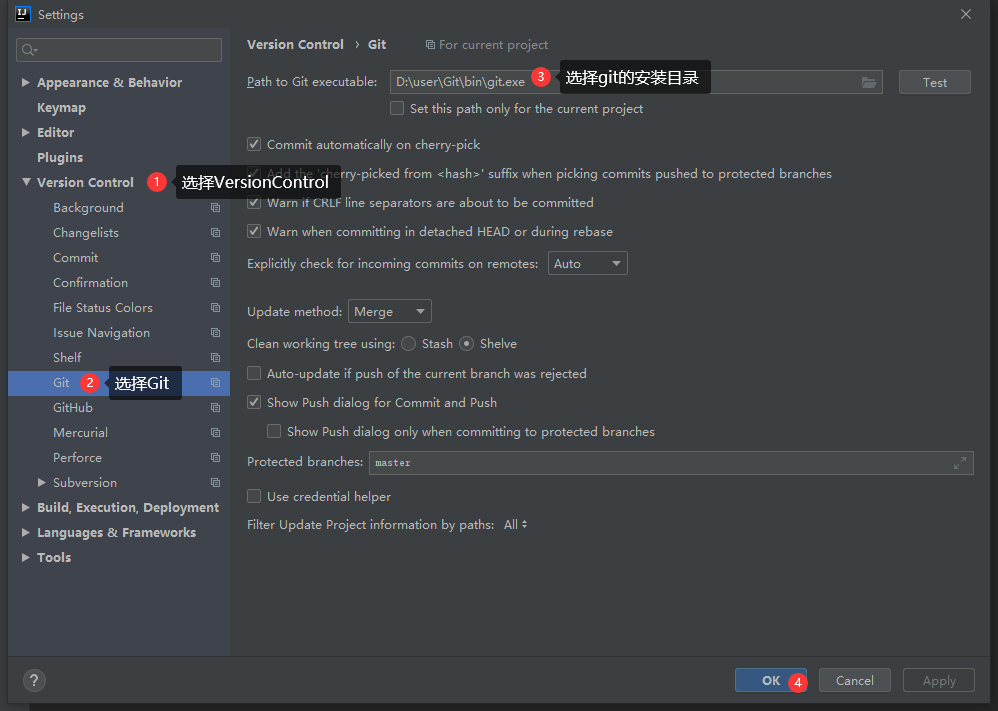 Settings
Appearance & Behavior
Keymap
Editor
Plugins
Version Control 1 选择VersionControl
Background
Changelists
Commit
Confirmation
File Status Colors
Issue Navigation
Shelf
Git 2 选择Git
GitHub
Mercurial
Perforce
Subversion
Build, Execution, Deployment
Languages & Frameworks
Tools
Version Control › Git For current project
Path to Git executable: D:\user\Git\bin\git.exe 3 选择git的安装目录 Test
Set this path only for the current project
Commit automatically on cherry-pick
Add the 'cherry-picked from <hash>' suffix when picking commits pushed to protected branches
Warn if CRLF line separators are about to be committed
Warn when committing in detached HEAD or during rebase
Explicitly check for incoming commits on remotes: Auto
Update method: Merge
Clean working tree using: Stash Shelve
Auto-update if push of the current branch was rejected
Show Push dialog for Commit and Push
Show Push dialog only when committing to protected branches
Protected branches: master
Use credential helper
Filter Update Project information by paths: All
? OK 4 Cancel Apply